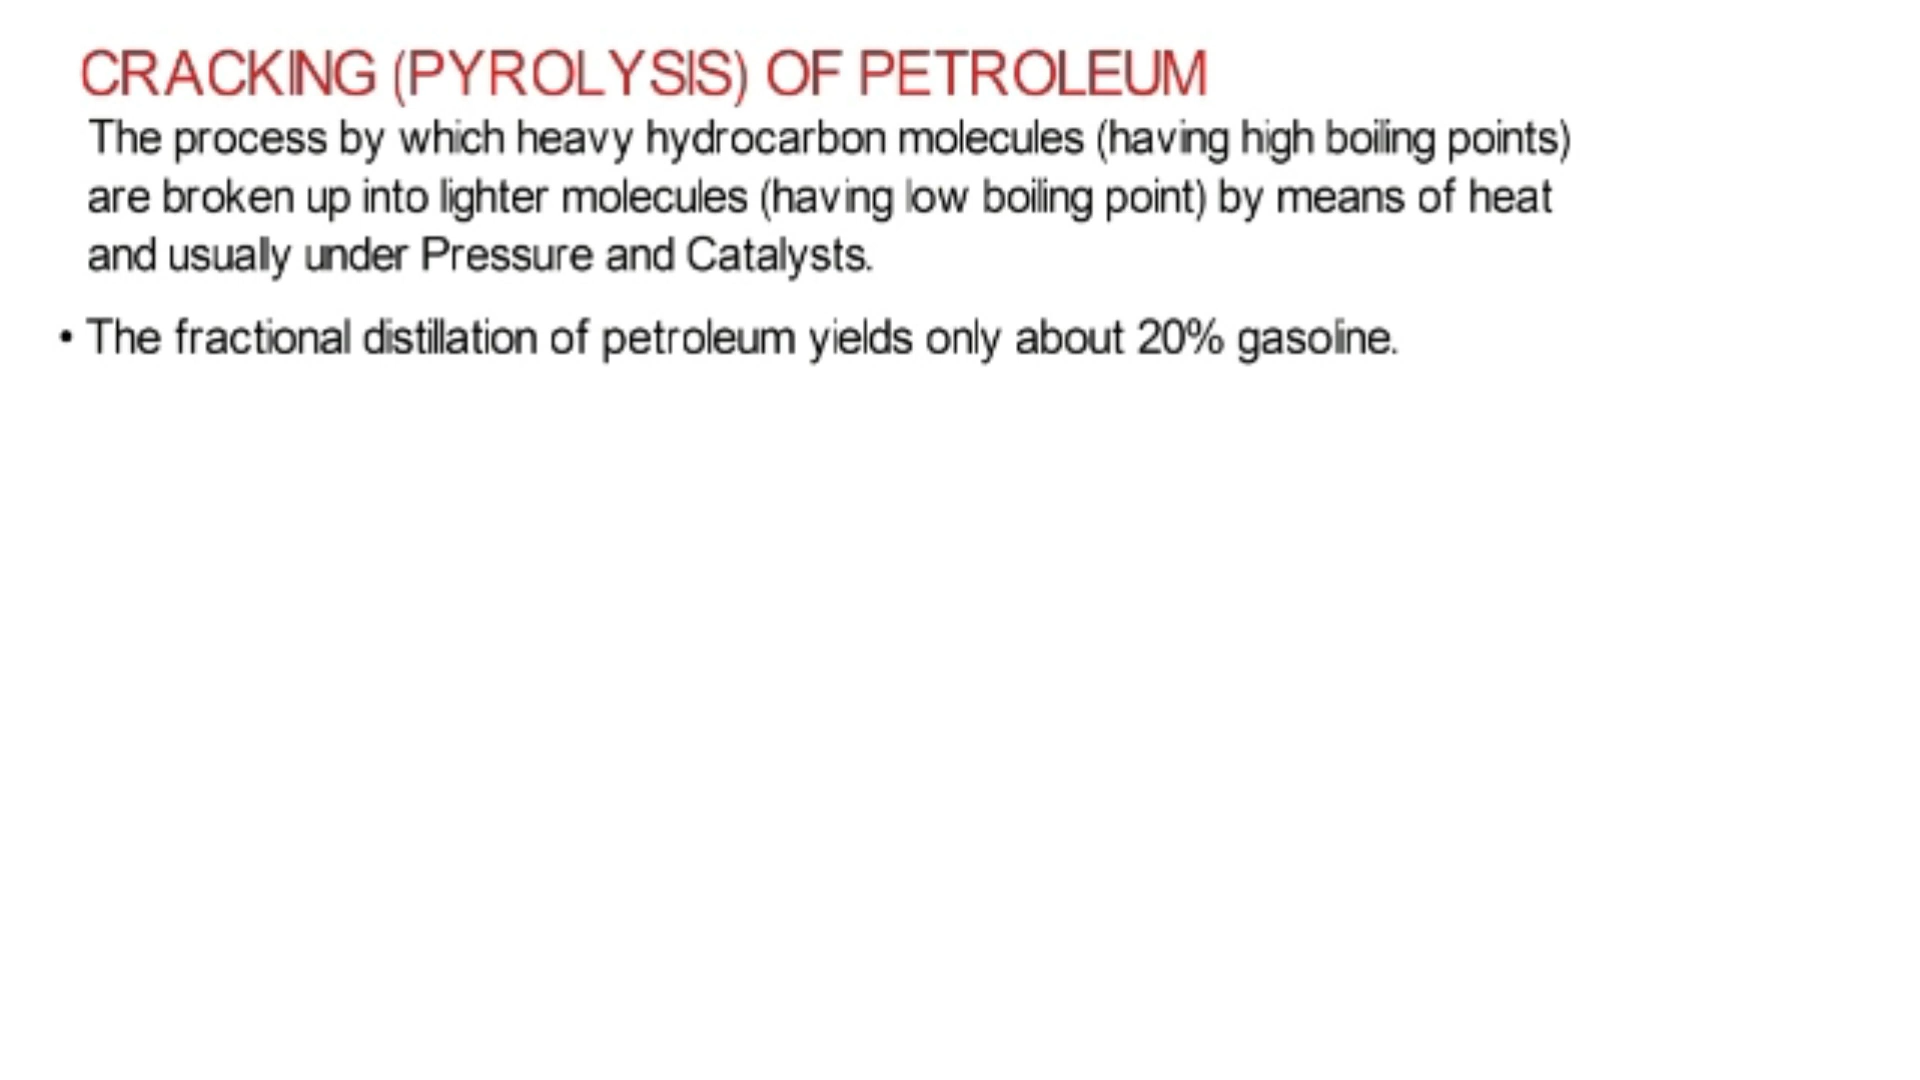 CRACKING (PYROLYSIS) OF PETROLEUM
The process by which heavy hydrocarbon molecules (having high boiling points)
are broken up into lighter molecules (having low boiling point) by means of heat
and usually under Pressure and Catalysts.
• The fractional distillation of petroleum yields only about 20% gasoline.